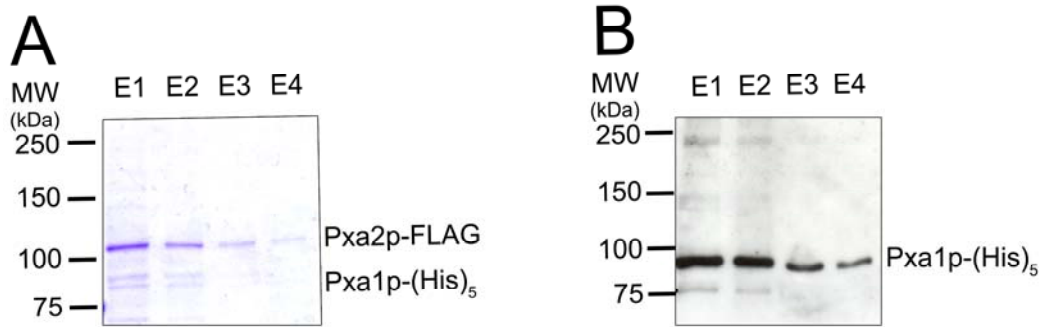 A
MW
(kDa)
E1 E2 E3 E4
250
150
100
75
Pxa2p-FLAG
Pxa1p-(His)5
B
MW
(kDa)
E1 E2 E3 E4
250
150
100
75
Pxa1p-(His)5